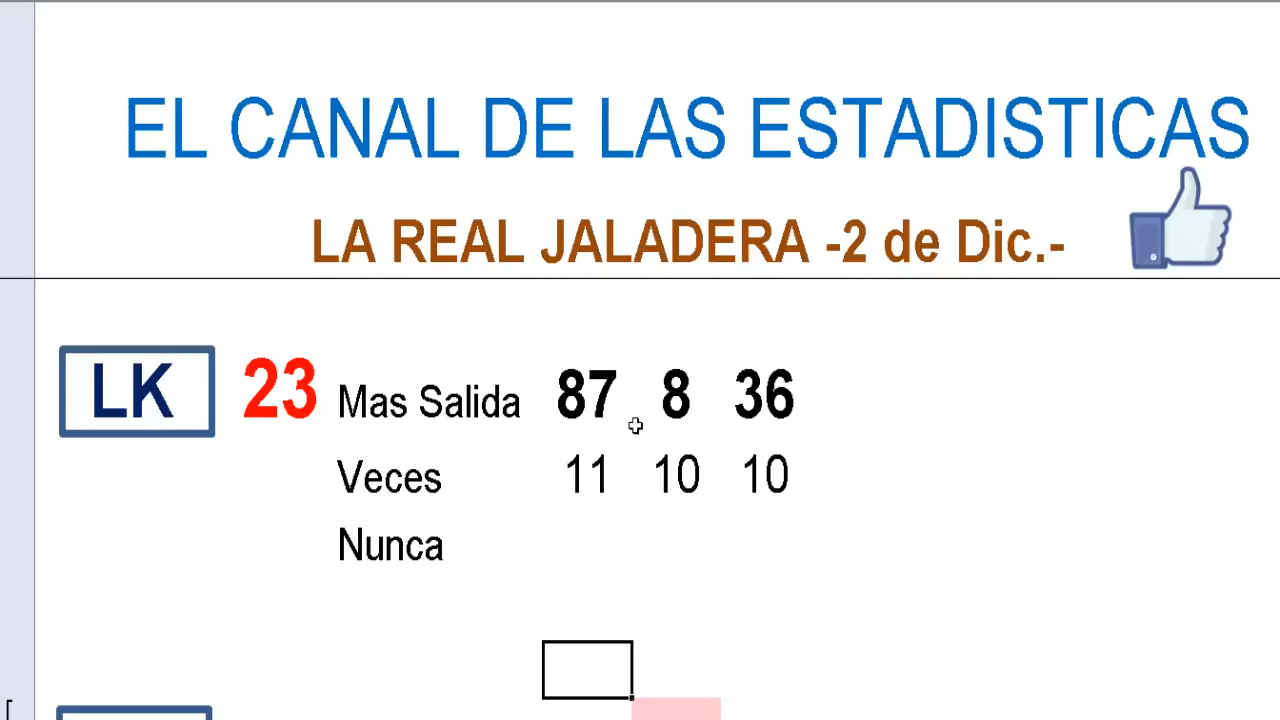 EL CANAL DE LAS ESTADISTICAS
LA REAL JALADERA -2 de Dic.-
LK 23 Mas Salida 87 8 36
Veces 11 10 10
Nunca
[